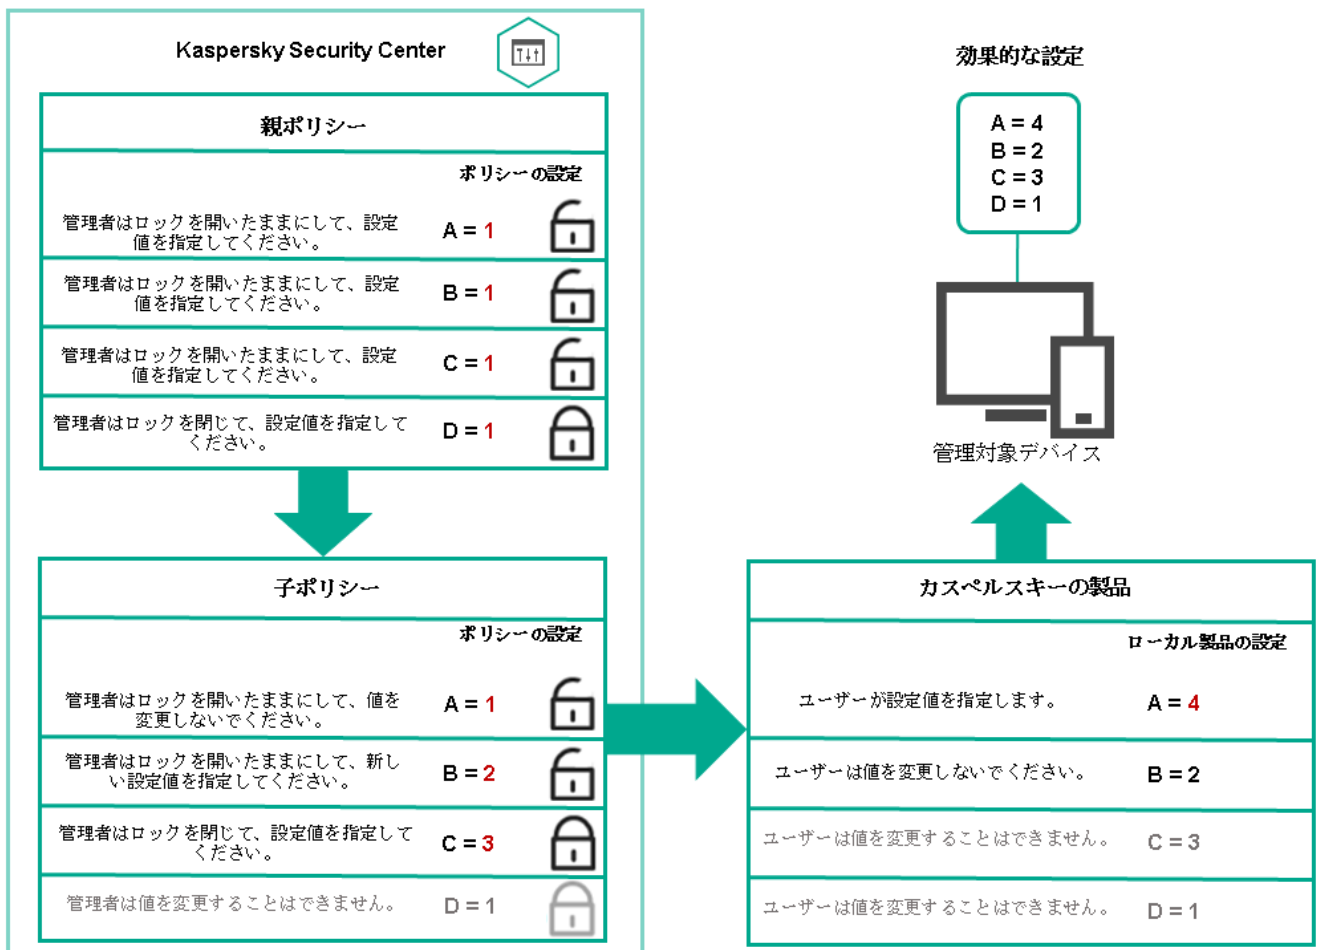 Kaspersky Security Center
親ポリシー
ポリシーの設定
管理者はロックを開いたままにして、設定
値を指定してください。
A = 1
管理者はロックを開いたままにして、設定
値を指定してください。
B = 1
管理者はロックを開いたままにして、設定
値を指定してください。
C = 1
管理者はロックを閉じて、設定値を指定して
ください。
D = 1
子ポリシー
ポリシーの設定
管理者はロックを開いたままにして、値を
変更しないでください。
A = 1
管理者はロックを開いたままにして、新し
い設定値を指定してください。
B = 2
管理者はロックを閉じて、設定値を指定して
ください。
C = 3
管理者は値を変更することはできません。
D = 1
効果的な設定
A = 4
B = 2
C = 3
D = 1
管理対象デバイス
カスペルスキーの製品
ローカル製品の設定
ユーザーが設定値を指定します。
A = 4
ユーザーは値を変更しないでください。
B = 2
ユーザーは値を変更することはできません。
C = 3
ユーザーは値を変更することはできません。
D = 1